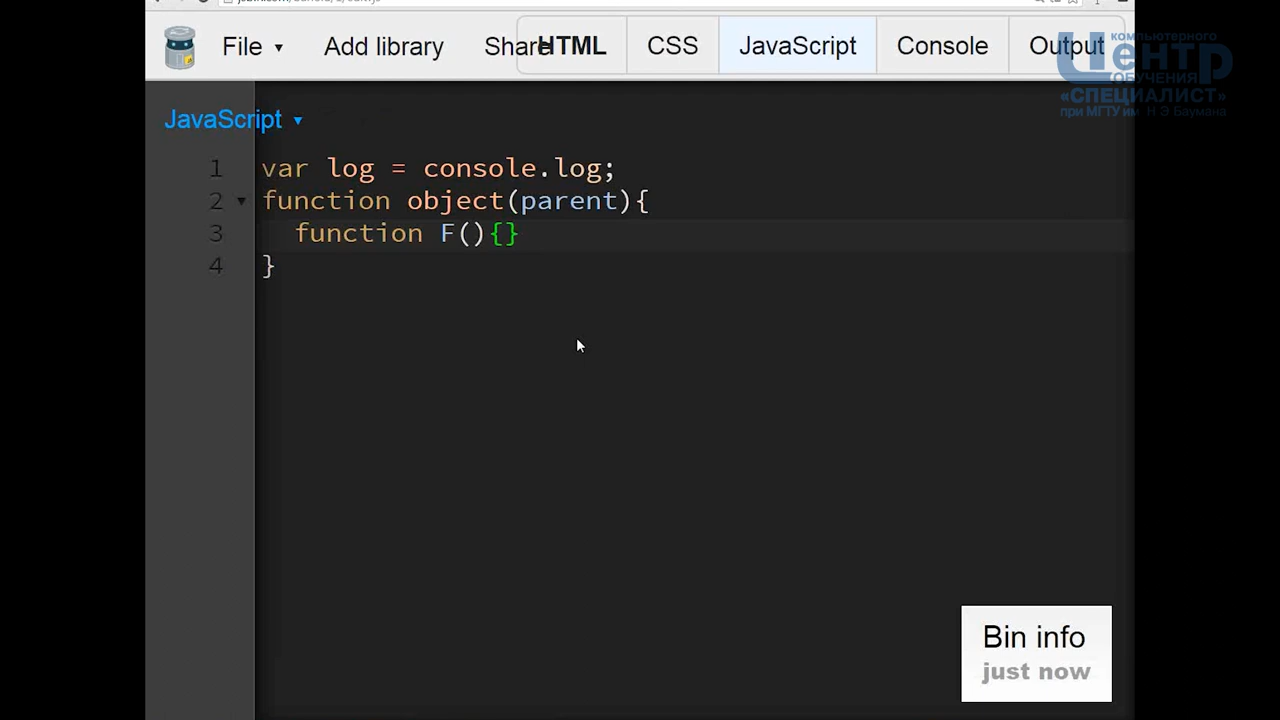 File ▾ Add library Share HTML CSS JavaScript Console Output
компьютерного
Центр
ОБУЧЕНИЯ
«СПЕЦИАЛИСТ»
при МГТУ им. Н.Э.Баумана
JavaScript ▾
1 var log = console.log;
2 function object(parent){
3 function F(){}
4 }
Bin info
just now